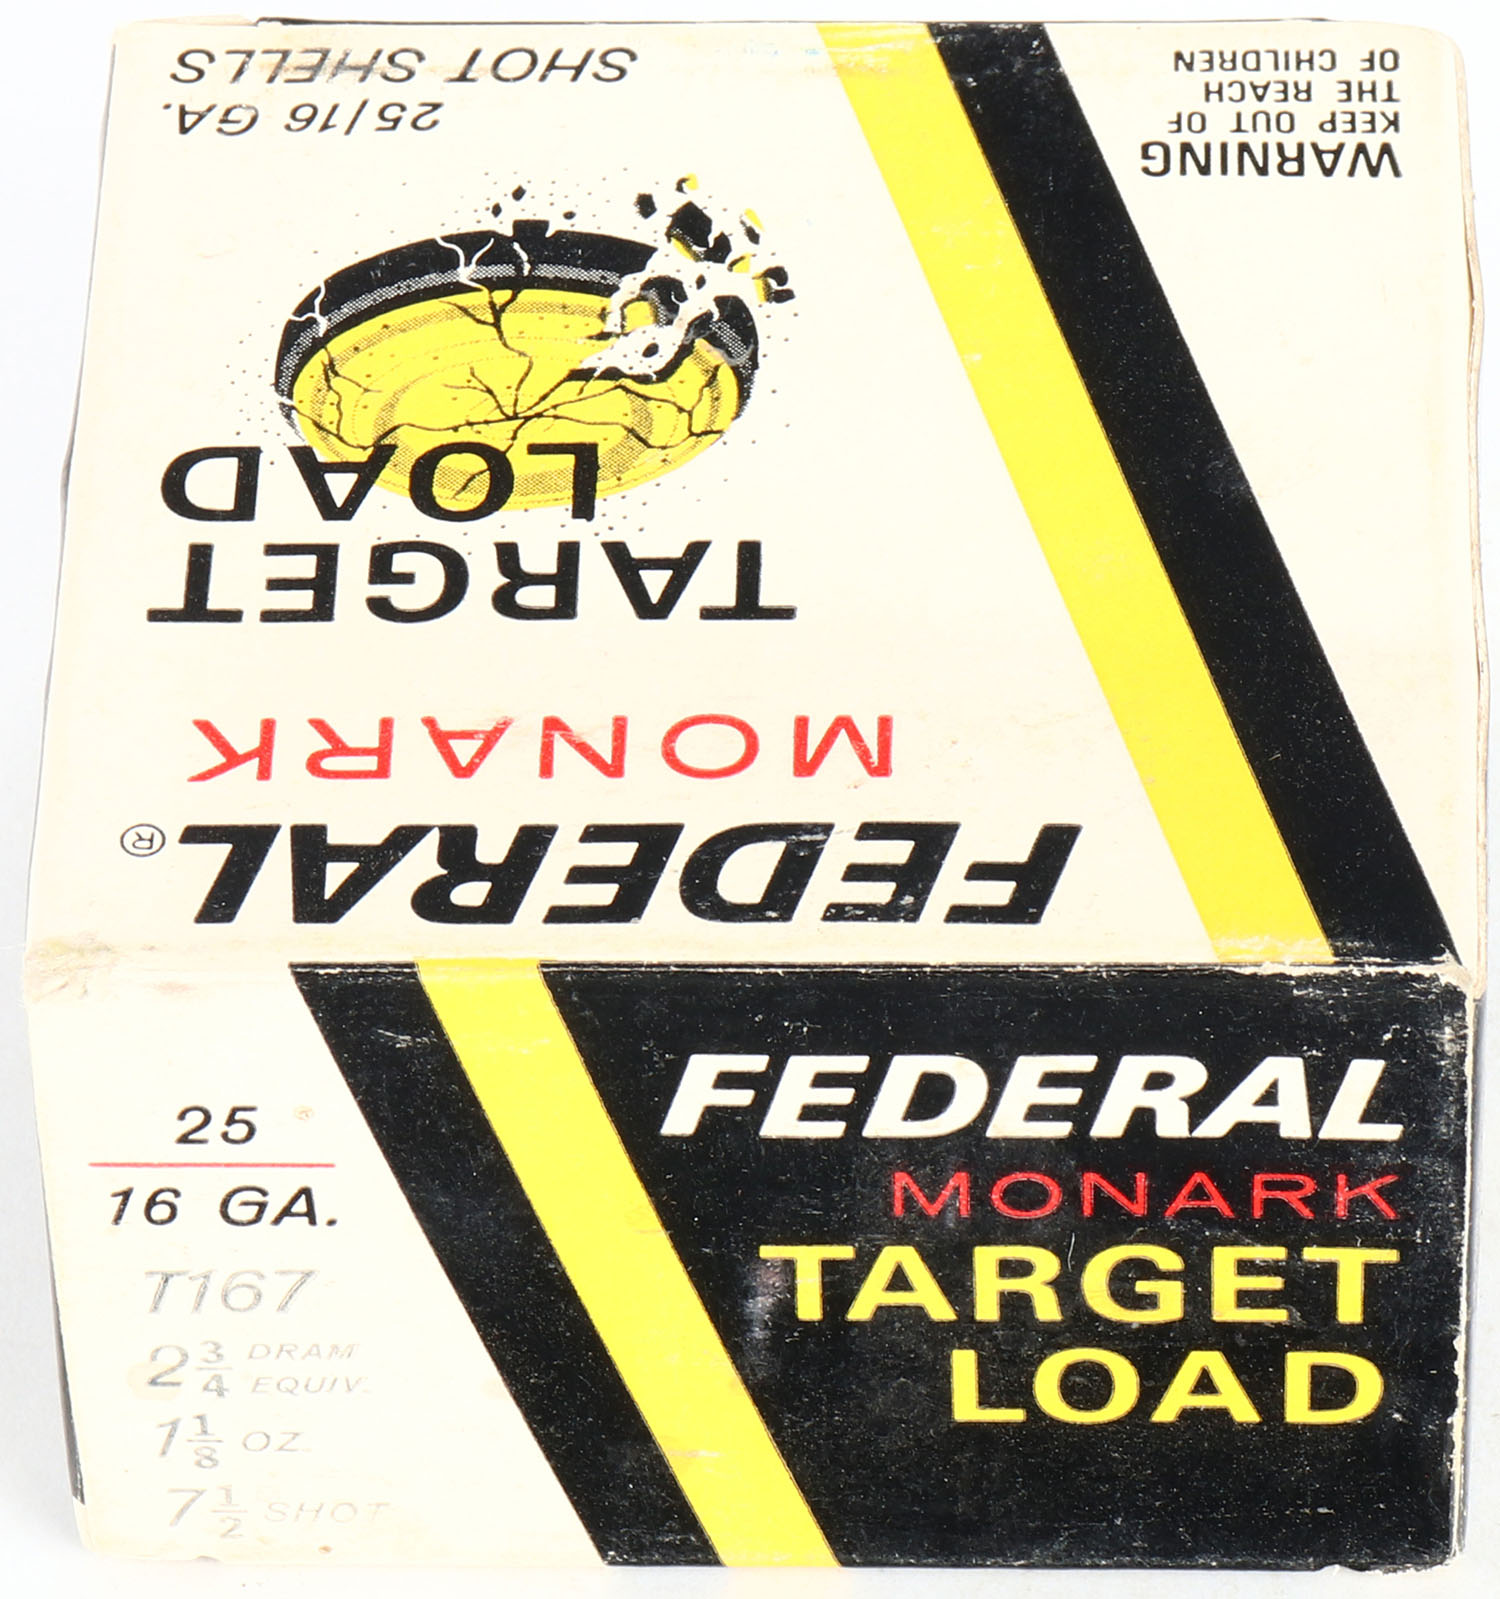 FEDERAL®
MONARK
TARGET
LOAD
25/16 GA.
SHOT SHELLS
WARNING
KEEP OUT OF
THE REACH
OF CHILDREN
25
16 GA.
T167
2 3/4 DRAM EQUIV.
1 1/8 OZ.
7 1/2 SHOT
FEDERAL
MONARK
TARGET
LOAD